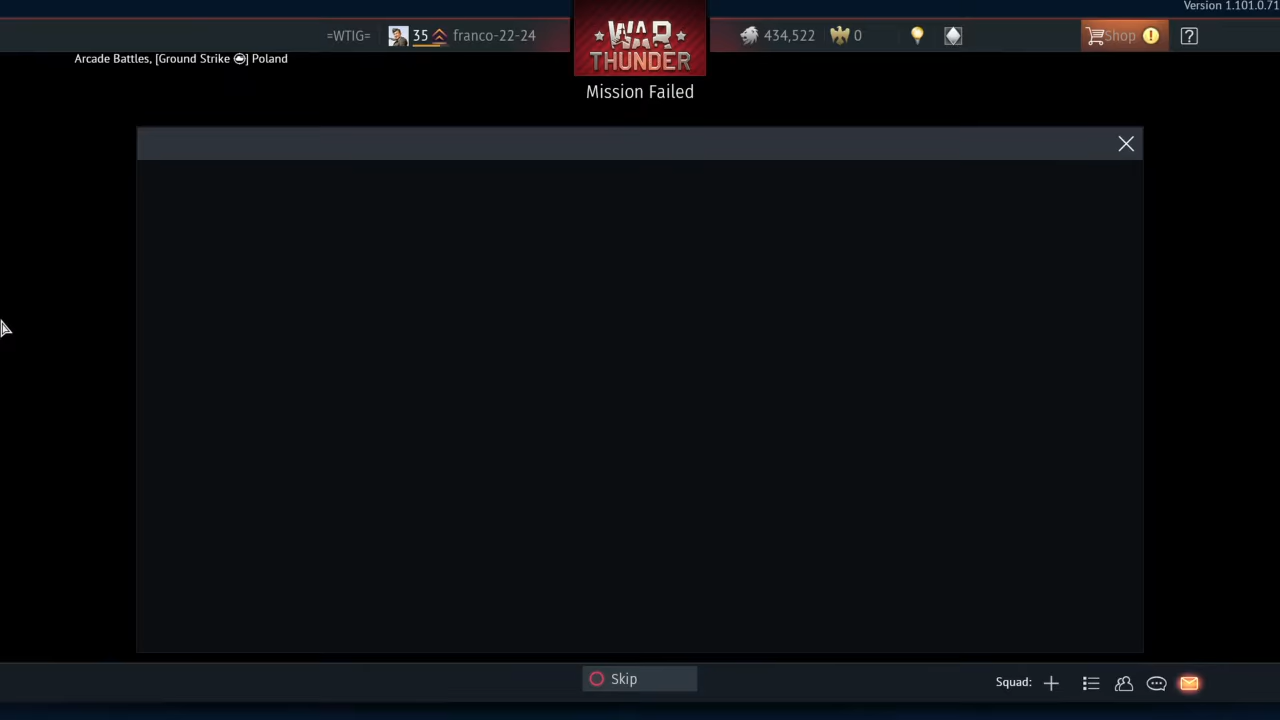 Version 1.101.0.71
=WTIG= 35 franco-22-24
WAR THUNDER
434,522 0
Shop
Arcade Battles, [Ground Strike] Poland
Mission Failed
Skip
Squad: